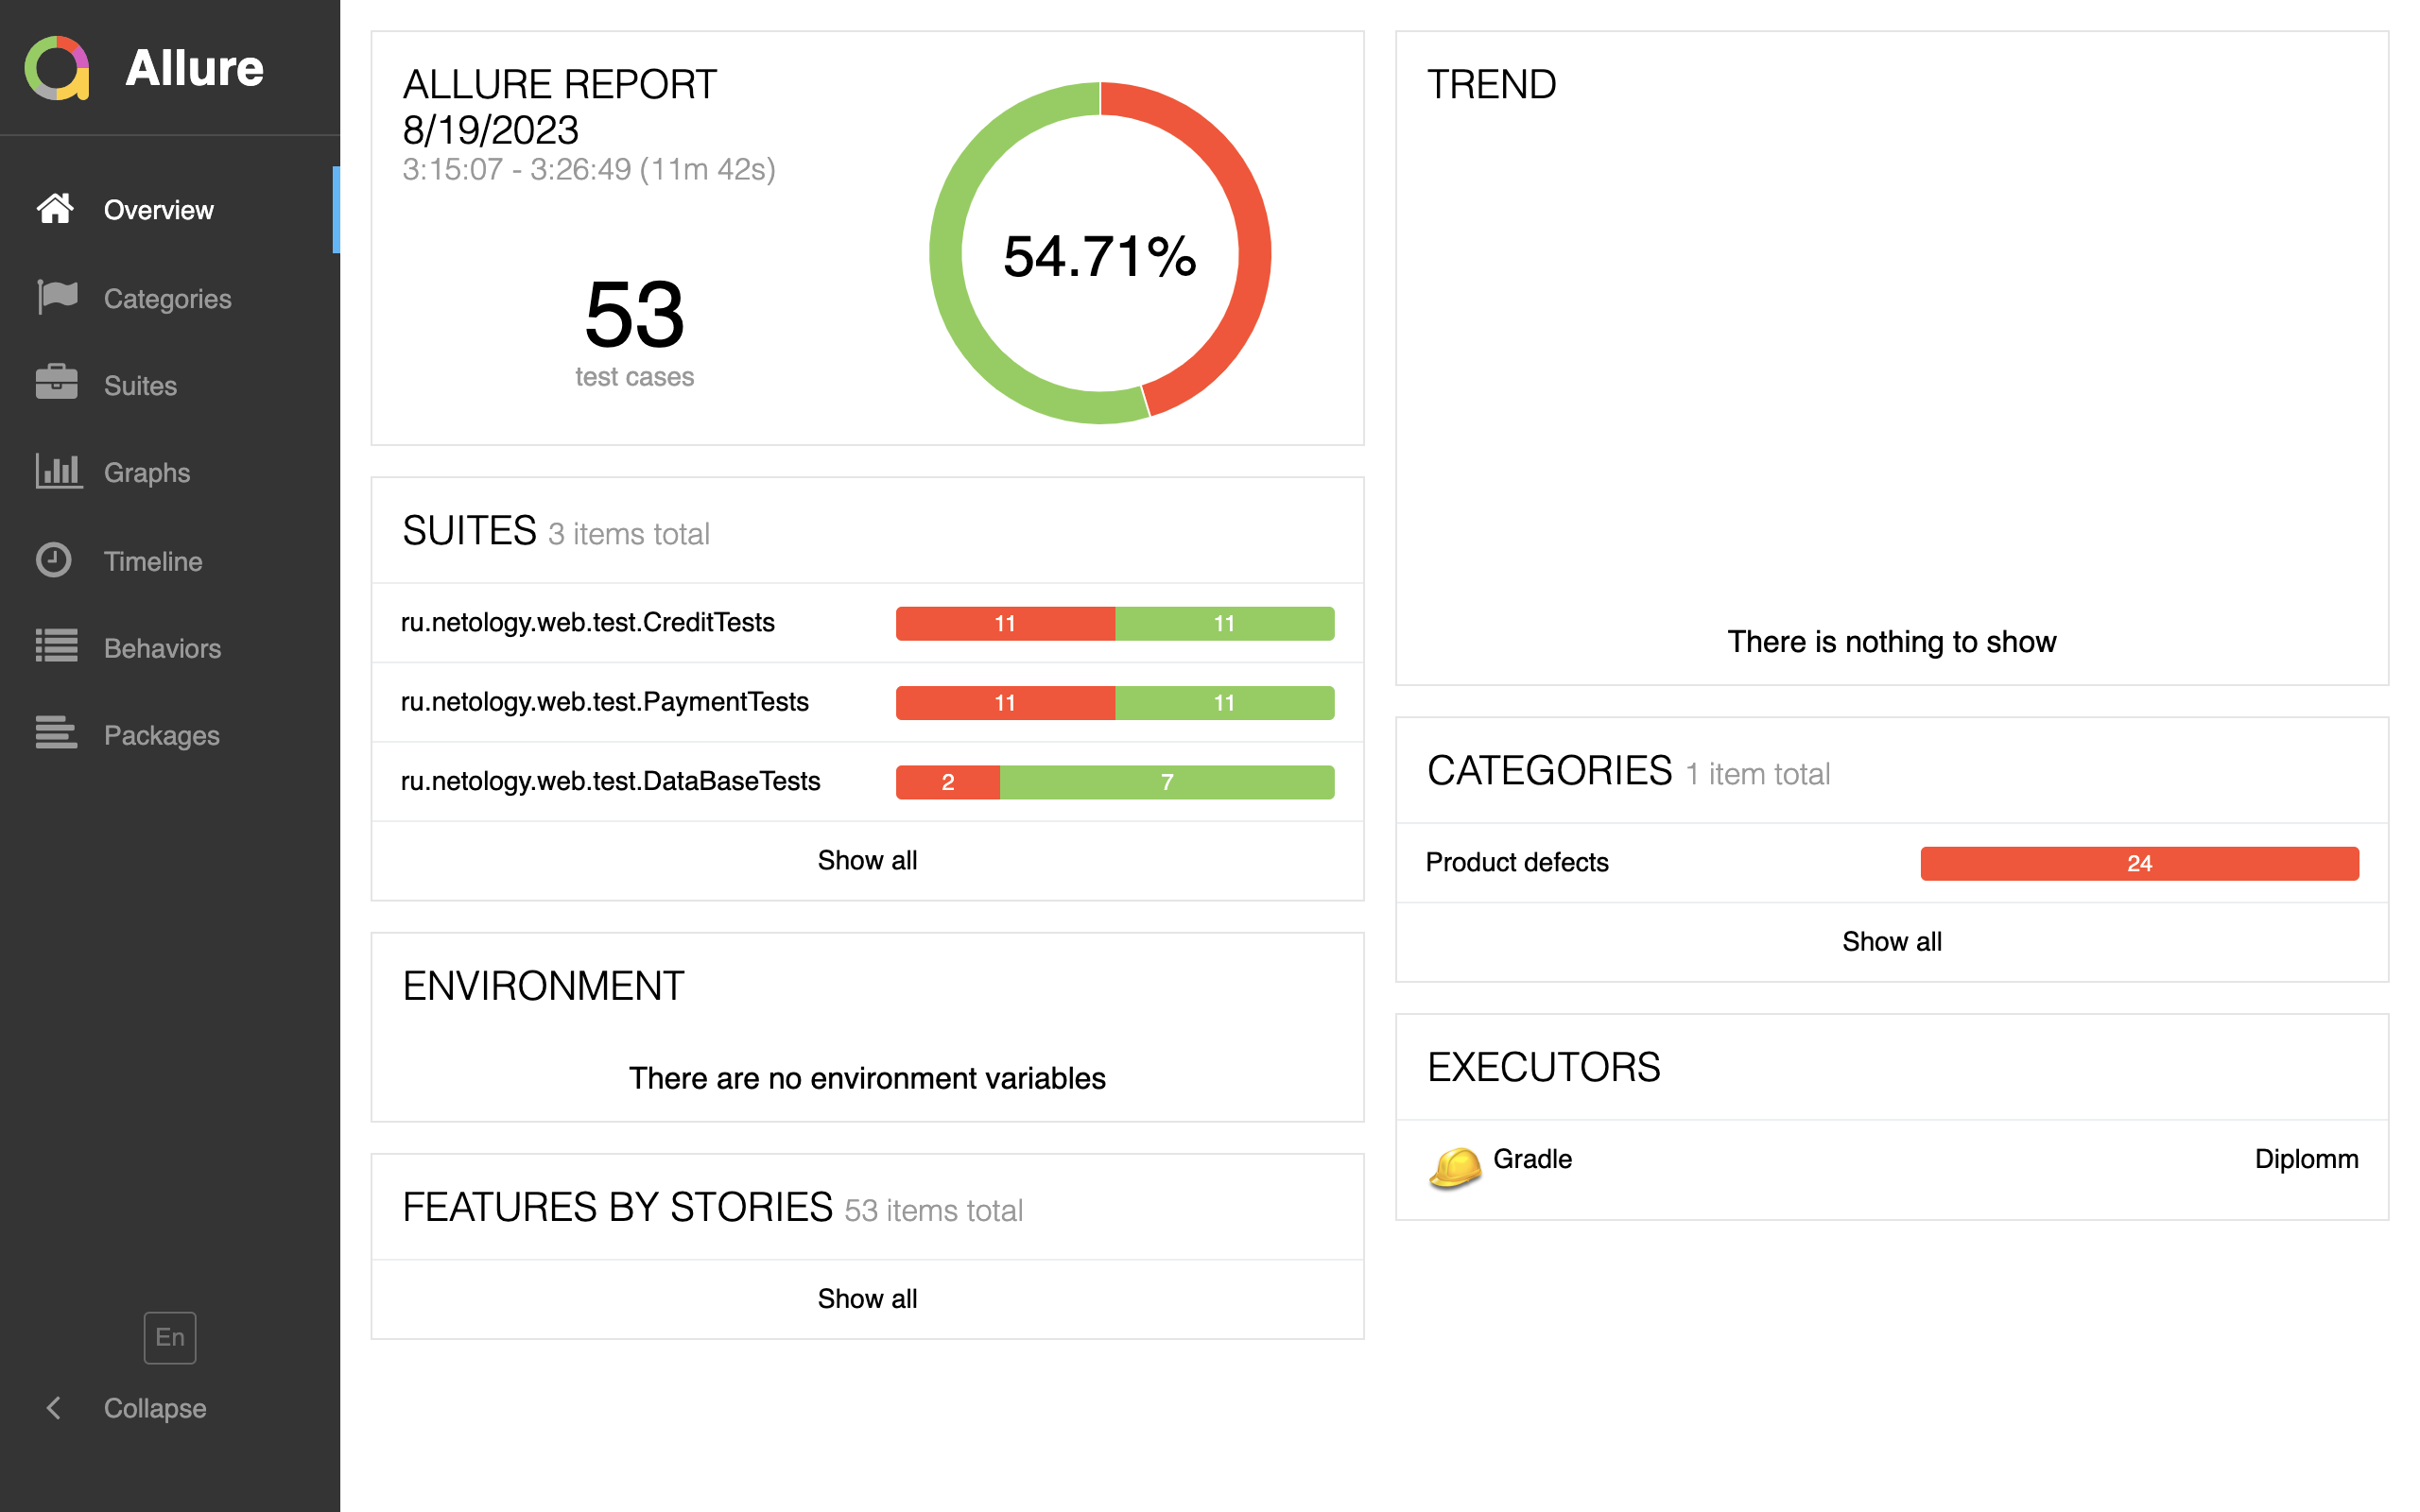 Allure
Overview
Categories
Suites
Graphs
Timeline
Behaviors
Packages
En
Collapse
ALLURE REPORT
8/19/2023
3:15:07 - 3:26:49 (11m 42s)
53
test cases
54.71%
SUITES 3 items total
ru.netology.web.test.CreditTests 11 11
ru.netology.web.test.PaymentTests 11 11
ru.netology.web.test.DataBaseTests 2 7
Show all
ENVIRONMENT
There are no environment variables
FEATURES BY STORIES 53 items total
Show all
TREND
There is nothing to show
CATEGORIES 1 item total
Product defects 24
Show all
EXECUTORS
Gradle Diplomm